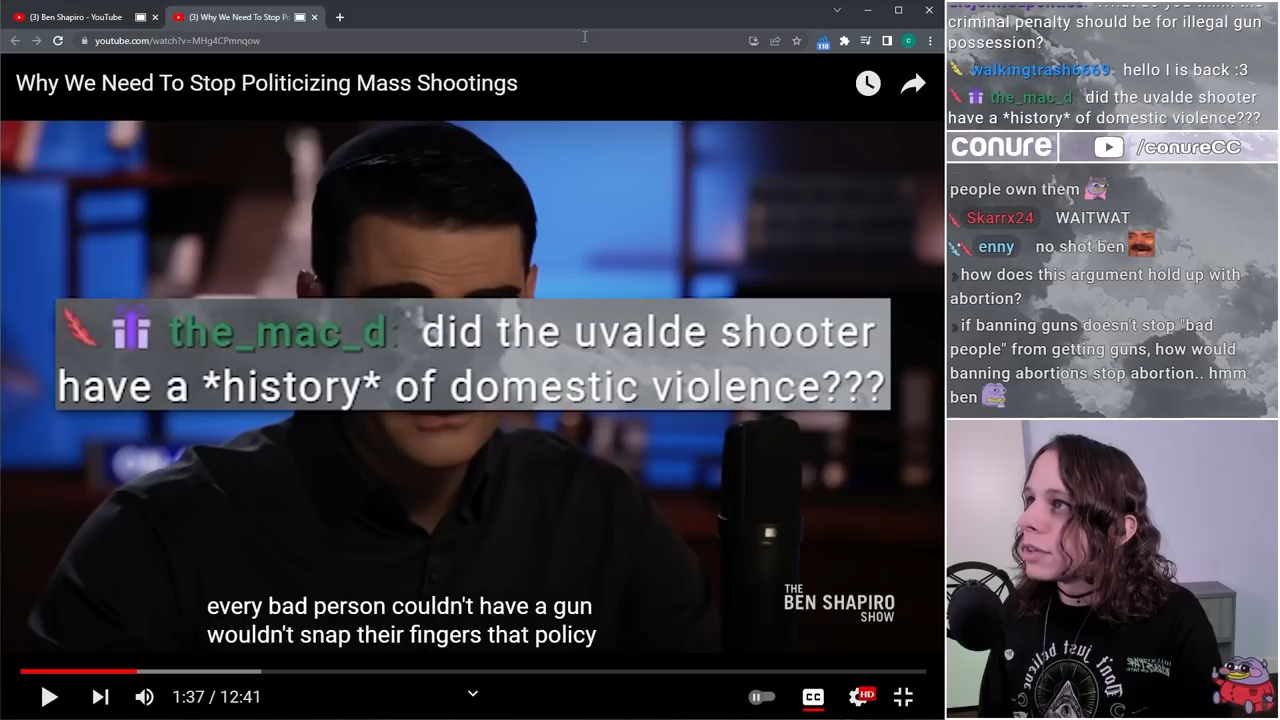 (3) Ben Shapiro - YouTube
(3) Why We Need To Stop Po
youtube.com/watch?v=MHg4CPmnqow
110
Why We Need To Stop Politicizing Mass Shootings
the_mac_d: did the uvalde shooter
have a *history* of domestic violence???
every bad person couldn't have a gun
wouldn't snap their fingers that policy
THE
BEN SHAPIRO
SHOW
1:37 / 12:41
CC
HD
criminal penalty should be for illegal gun
possession?
walkingtrash6669: hello I is back :3
the_mac_d: did the uvalde shooter
have a *history* of domestic violence???
conure
/conureCC
people own them
Skarrx24 WAITWAT
enny no shot ben
how does this argument hold up with
abortion?
if banning guns doesn't stop "bad
people" from getting guns, how would
banning abortions stop abortion.. hmm
ben